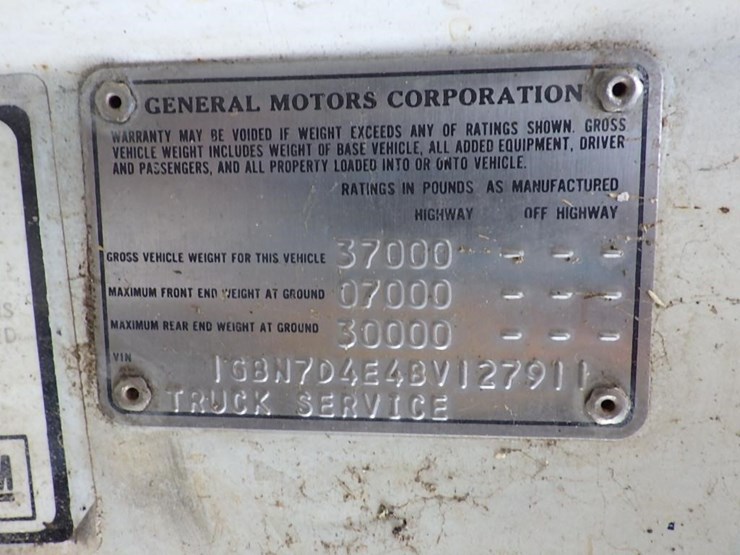 GENERAL MOTORS CORPORATION
WARRANTY MAY BE VOIDED IF WEIGHT EXCEEDS ANY OF RATINGS SHOWN. GROSS
VEHICLE WEIGHT INCLUDES WEIGHT OF BASE VEHICLE, ALL ADDED EQUIPMENT, DRIVER
AND PASSENGERS, AND ALL PROPERTY LOADED INTO OR ONTO VEHICLE.
RATINGS IN POUNDS AS MANUFACTURED
HIGHWAY OFF HIGHWAY
GROSS VEHICLE WEIGHT FOR THIS VEHICLE 37000 - - -
MAXIMUM FRONT END WEIGHT AT GROUND 07000 - - -
MAXIMUM REAR END WEIGHT AT GROUND 30000 - - -
VIN 1GBN7D4E4BV127911
TRUCK SERVICE